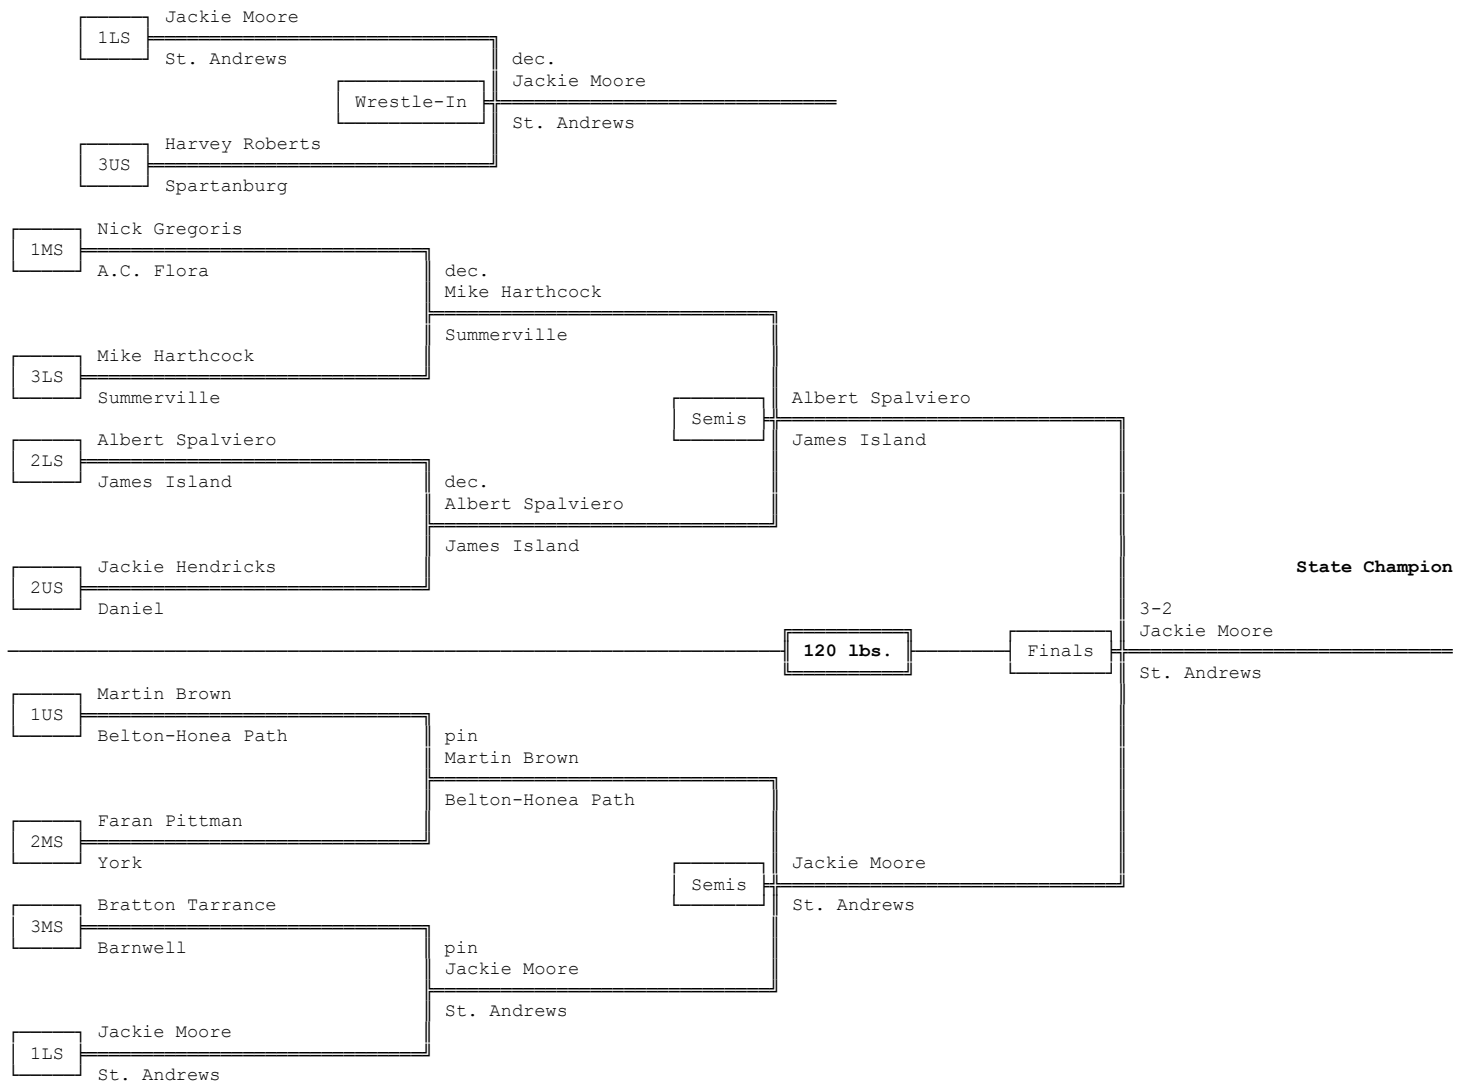 Jackie Moore
1LS
St. Andrews
dec.
Jackie Moore
Wrestle-In
St. Andrews
Harvey Roberts
3US
Spartanburg
Nick Gregoris
1MS
A.C. Flora
dec.
Mike Harthcock
Summerville
Mike Harthcock
3LS
Summerville
Albert Spalviero
Semis
James Island
Albert Spalviero
2LS
James Island
dec.
Albert Spalviero
James Island
Jackie Hendricks
2US
Daniel
State Champion
3-2
Jackie Moore
120 lbs.
Finals
St. Andrews
Martin Brown
1US
Belton-Honea Path
pin
Martin Brown
Belton-Honea Path
Faran Pittman
2MS
York
Jackie Moore
Semis
St. Andrews
Bratton Tarrance
3MS
Barnwell
pin
Jackie Moore
St. Andrews
Jackie Moore
1LS
St. Andrews